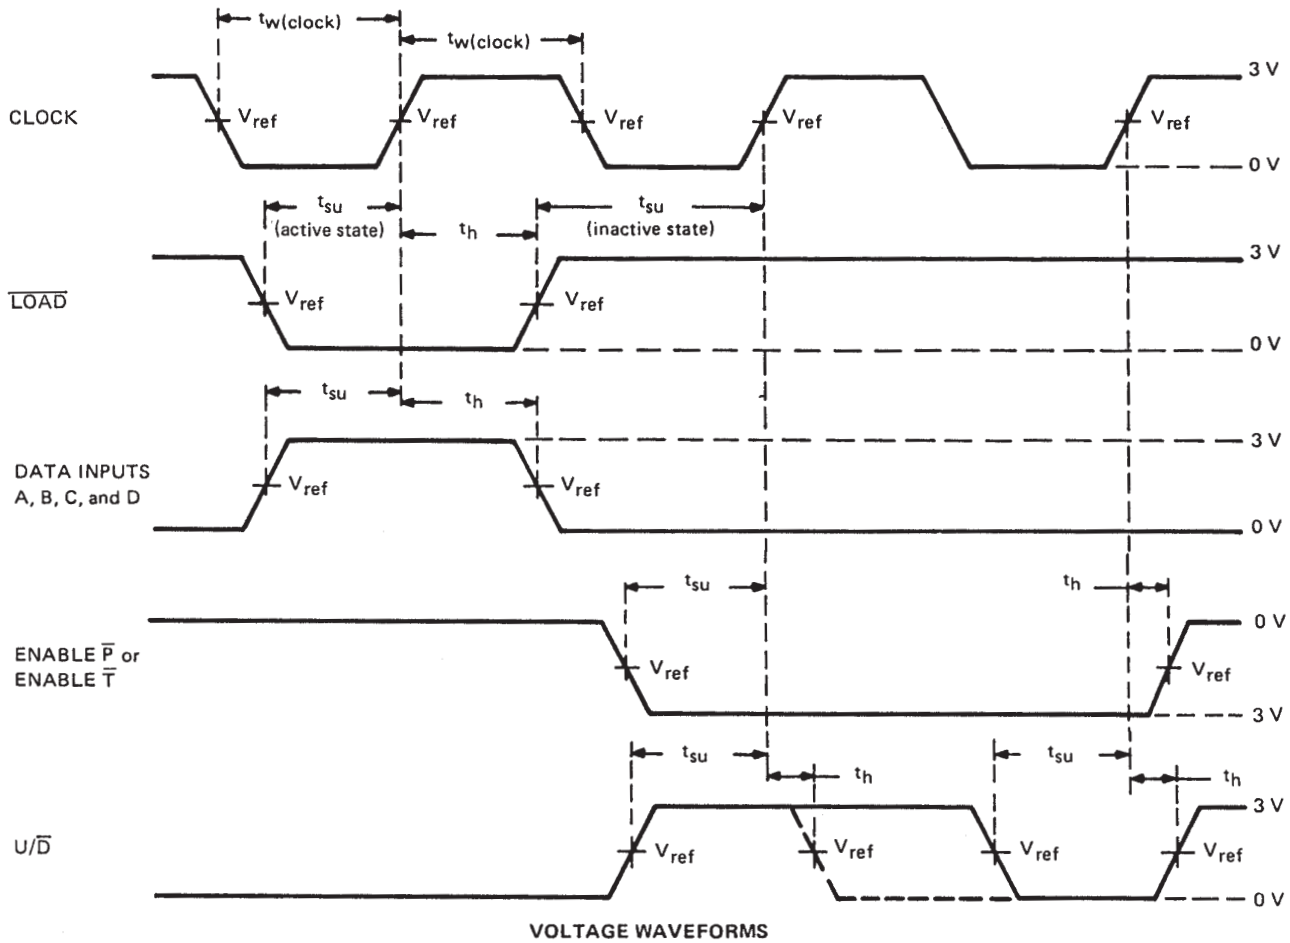 tw(clock)
tw(clock)
3 V
CLOCK
Vref
Vref
Vref
Vref
Vref
0 V
tsu
(active state)
th
tsu
(inactive state)
3 V
LOAD
Vref
Vref
0 V
tsu
th
3 V
DATA INPUTS
A, B, C, and D
Vref
Vref
0 V
tsu
th
0 V
ENABLE P̅ or
ENABLE T̅
Vref
Vref
3 V
tsu
th
tsu
th
3 V
U/D̅
Vref
Vref
Vref
Vref
0 V
VOLTAGE WAVEFORMS